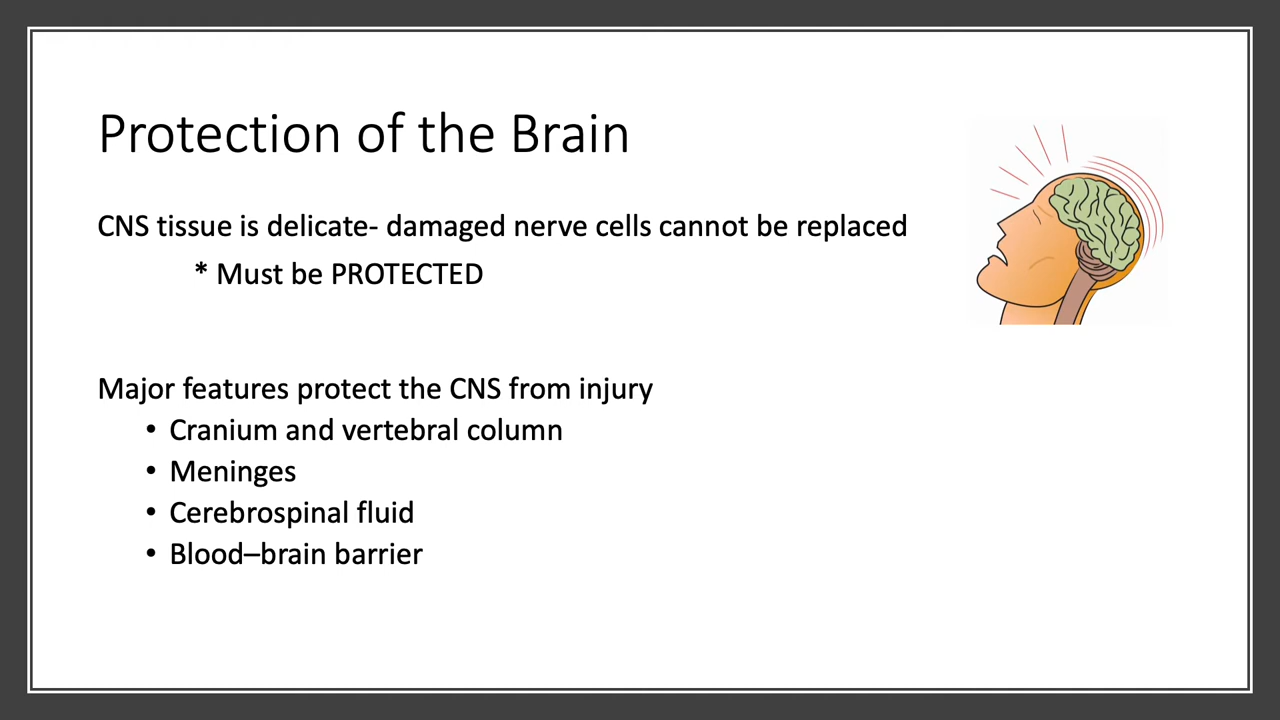 Protection of the Brain
CNS tissue is delicate- damaged nerve cells cannot be replaced
* Must be PROTECTED
Major features protect the CNS from injury
• Cranium and vertebral column
• Meninges
• Cerebrospinal fluid
• Blood–brain barrier